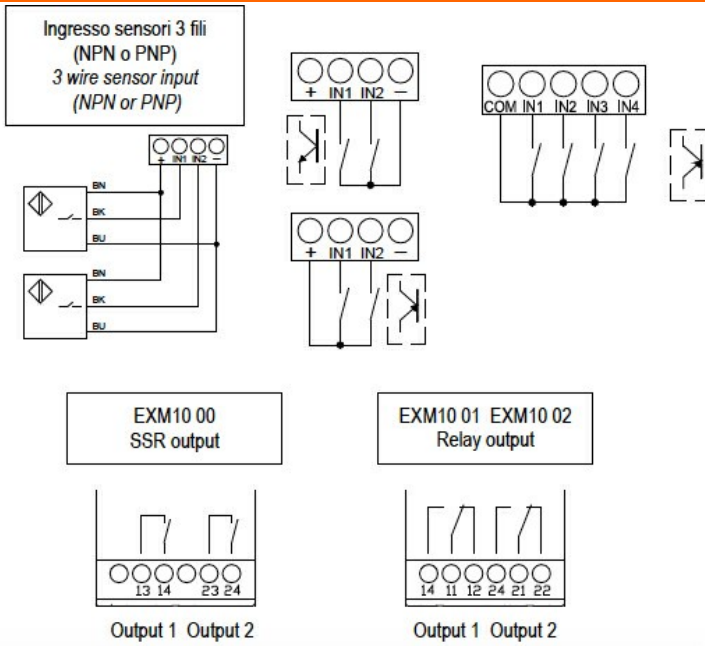 Ingresso sensori 3 fili
(NPN o PNP)
3 wire sensor input
(NPN or PNP)
+ IN1 IN2 −
BN
BK
BU
BN
BK
BU
+ IN1 IN2 −
+ IN1 IN2 −
COM IN1 IN2 IN3 IN4
EXM10 00
SSR output
13 14 23 24
Output 1 Output 2
EXM10 01 EXM10 02
Relay output
14 11 12 24 21 22
Output 1 Output 2